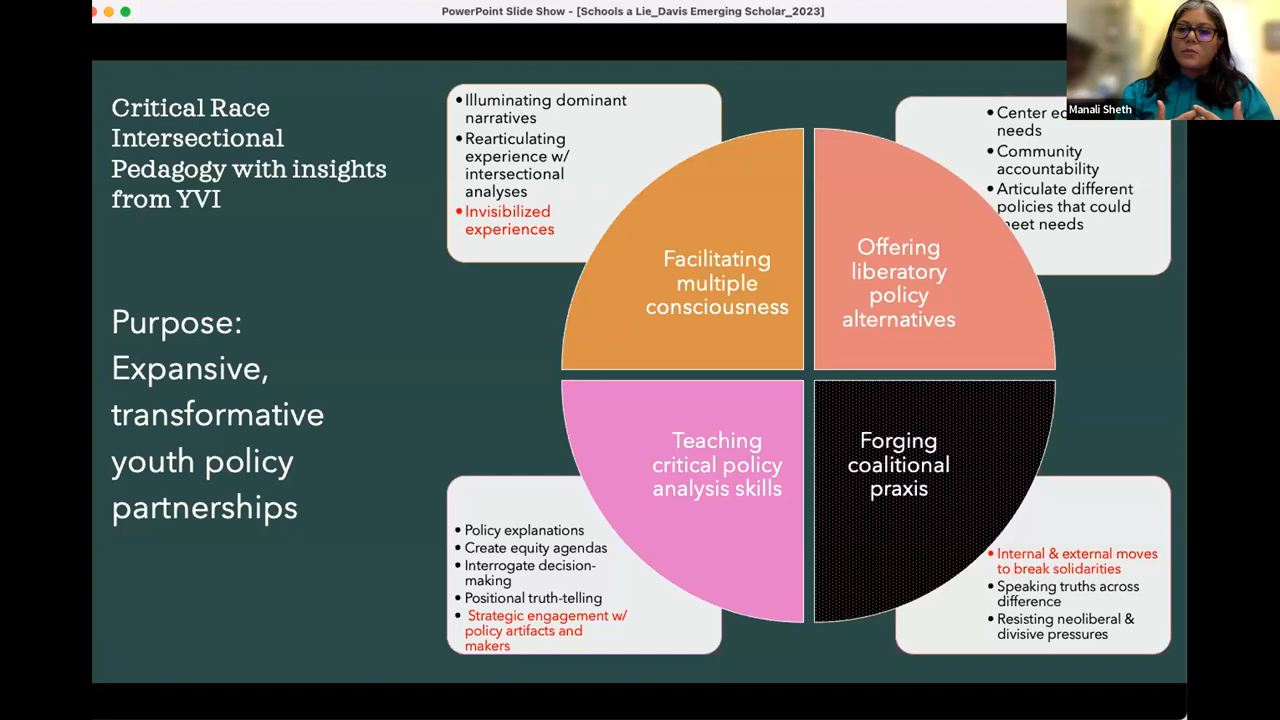 PowerPoint Slide Show - [Schools a Lie_Davis Emerging Scholar_2023]
Manali Sheth
Critical Race
Intersectional
Pedagogy with insights
from YVI
Purpose:
Expansive,
transformative
youth policy
partnerships
•Illuminating dominant
narratives
•Rearticulating
experience w/
intersectional
analyses
•Invisibilized
experiences
Facilitating
multiple
consciousness
•Center
needs
•Community
accountability
•Articulate different
policies that could
needs
Offering
liberatory
policy
alternatives
Teaching
critical policy
analysis skills
•Policy explanations
•Create equity agendas
•Interrogate decision-
making
•Positional truth-telling
• Strategic engagement w/
policy artifacts and
makers
Forging
coalitional
praxis
•Internal & external moves
to break solidarities
•Speaking truths across
difference
•Resisting neoliberal &
divisive pressures